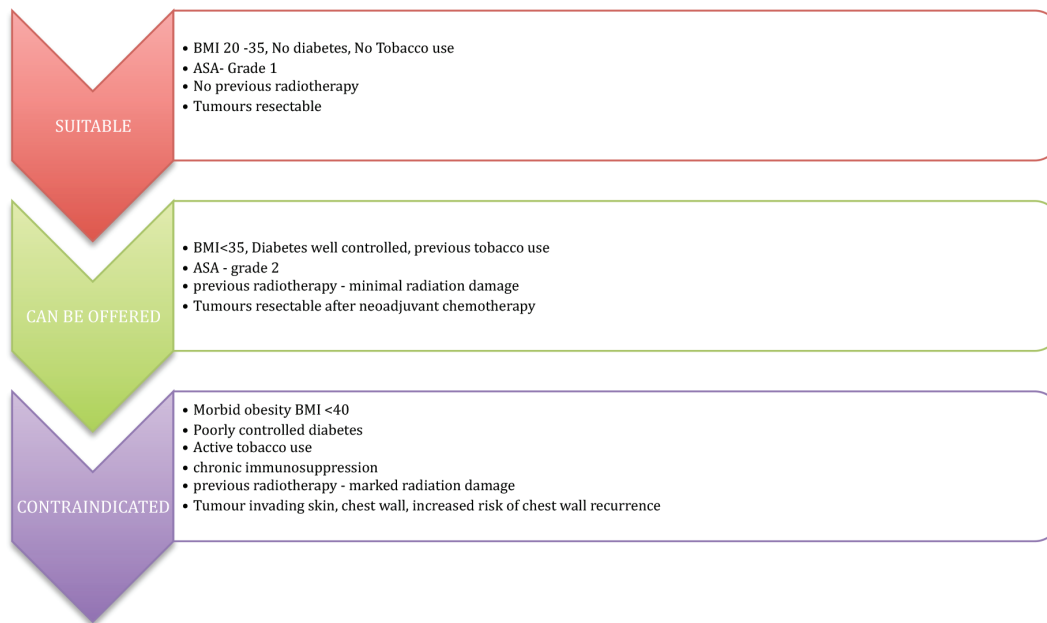 SUITABLE
• BMI 20 -35, No diabetes, No Tobacco use
• ASA- Grade 1
• No previous radiotherapy
• Tumours resectable
CAN BE OFFERED
• BMI<35, Diabetes well controlled, previous tobacco use
• ASA - grade 2
• previous radiotherapy - minimal radiation damage
• Tumours resectable after neoadjuvant chemotherapy
CONTRAINDICATED
• Morbid obesity BMI <40
• Poorly controlled diabetes
• Active tobacco use
• chronic immunosuppression
• previous radiotherapy - marked radiation damage
• Tumour invading skin, chest wall, increased risk of chest wall recurrence